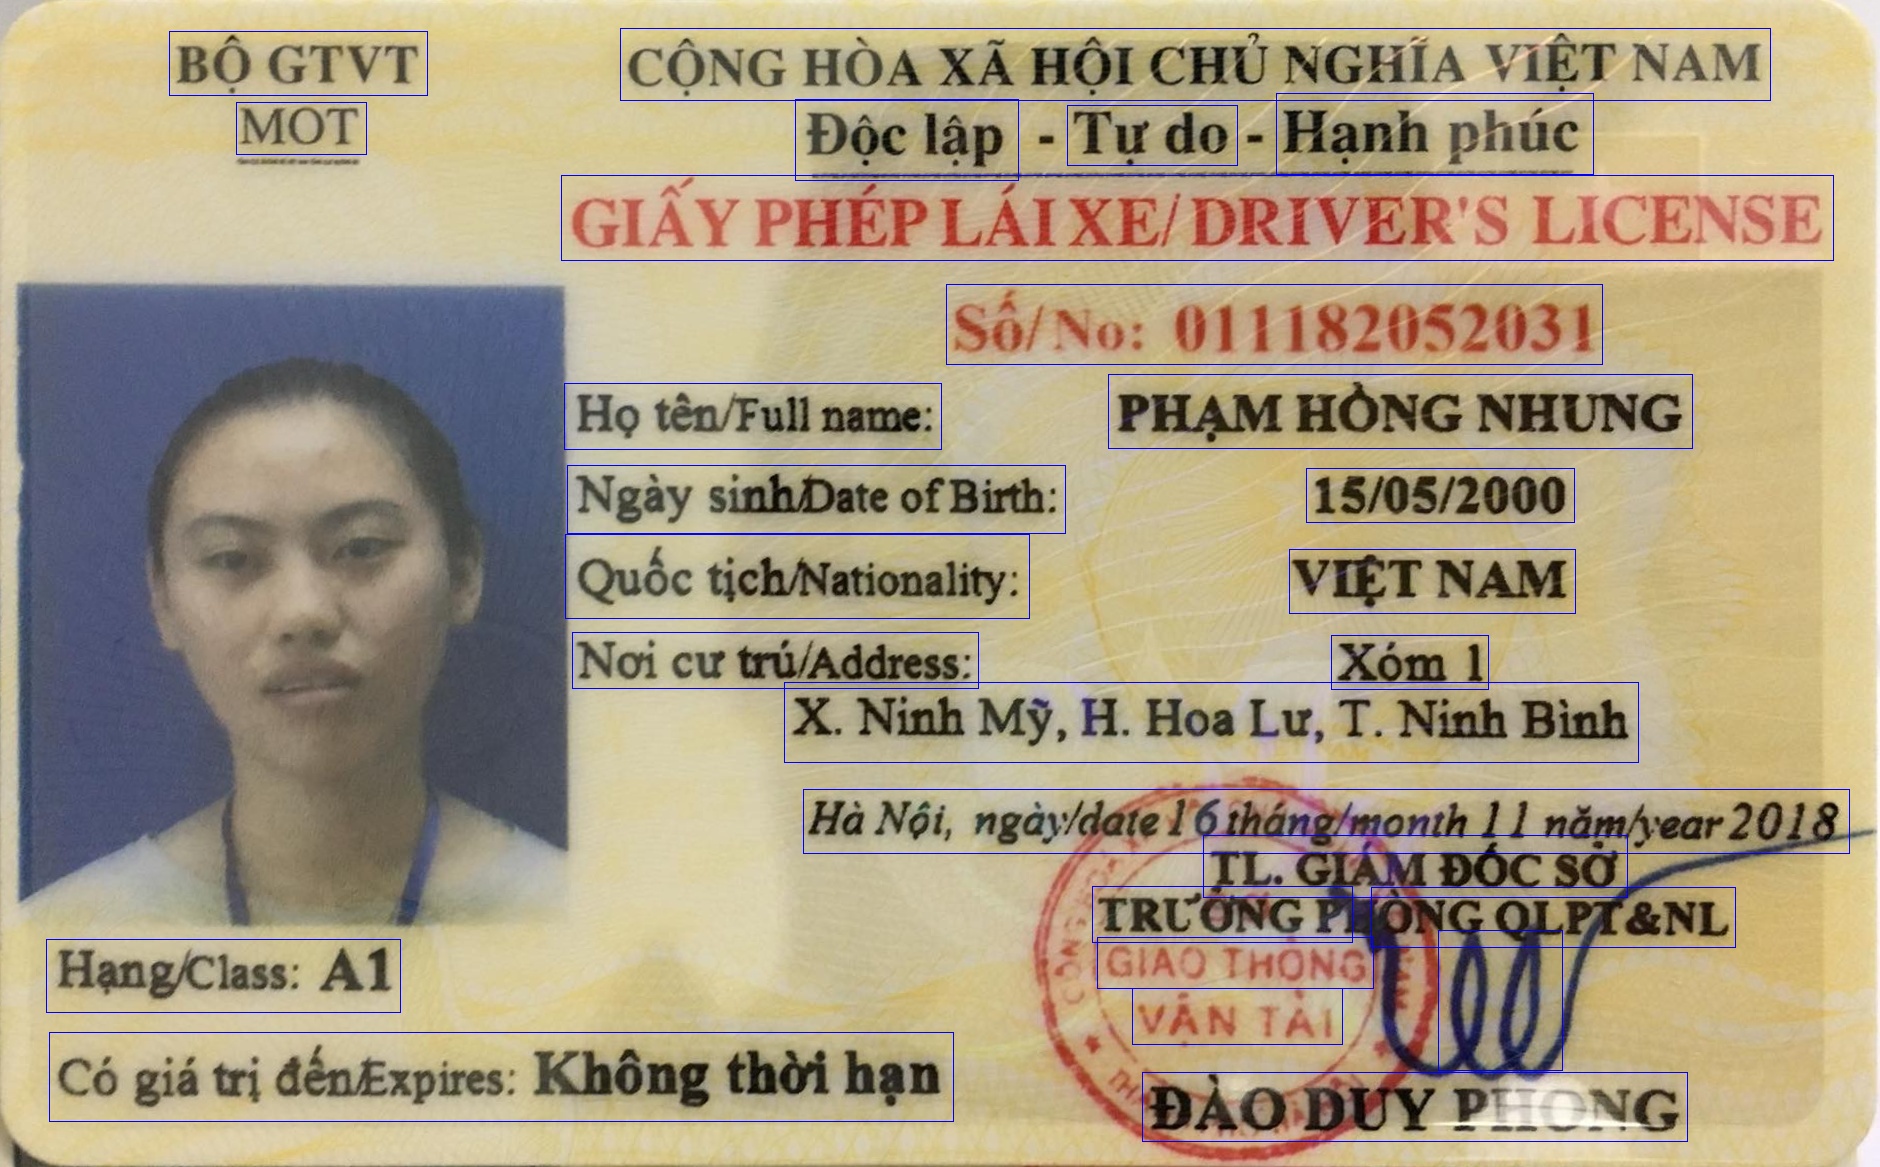 BỘ GTVT
MOT
CỘNG HÒA XÃ HỘI CHỦ NGHĨA VIỆT NAM
Độc lập - Tự do - Hạnh phúc
GIẤY PHÉP LÁI XE/ DRIVER'S LICENSE
Số/ No: 011182052031
Họ tên/Full name: PHẠM HỒNG NHUNG
Ngày sinh/Date of Birth: 15/05/2000
Quốc tịch/Nationality: VIỆT NAM
Nơi cư trú/Address: Xóm 1
X. Ninh Mỹ, H. Hoa Lư, T. Ninh Bình
Hà Nội, ngày/date 16 tháng/month 11 năm/year 2018
TL. GIÁM ĐỐC SỞ
TRƯỞNG PHÒNG QLPT&NL
GIAO THÔNG
VẬN TẢI
ĐÀO DUY PHONG
Hạng/Class: A1
Có giá trị đến/Expires: Không thời hạn